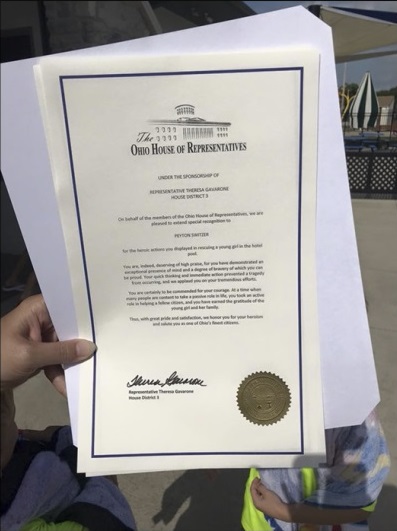 The
OHIO HOUSE OF REPRESENTATIVES
UNDER THE SPONSORSHIP OF
REPRESENTATIVE THERESA GAVARONE
HOUSE DISTRICT 3
On behalf of the members of the Ohio House of Representatives, we are
pleased to extend special recognition to
PEYTON SWITZER
for the heroic actions you displayed in rescuing a young girl in the hotel
pool.
You are, indeed, deserving of high praise, for you have demonstrated an
exceptional presence of mind and a degree of bravery of which you can
be proud. Your quick thinking and immediate action prevented a tragedy
from occurring, and we applaud you on your tremendous efforts.
You are certainly to be commended for your courage. At a time when
many people are content to take a passive role in life, you took an active
role in helping a fellow citizen, and you have earned the gratitude of the
young girl and her family.
Thus, with great pride and satisfaction, we honor you for your heroism
and salute you as one of Ohio's finest citizens.
Theresa Gavarone
Representative Theresa Gavarone
House District 3